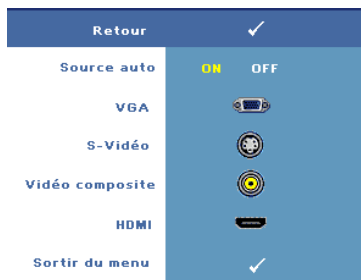 Retour
Source auto ON OFF
VGA
S-Vidéo
Vidéo composite
HDMI
Sortir du menu